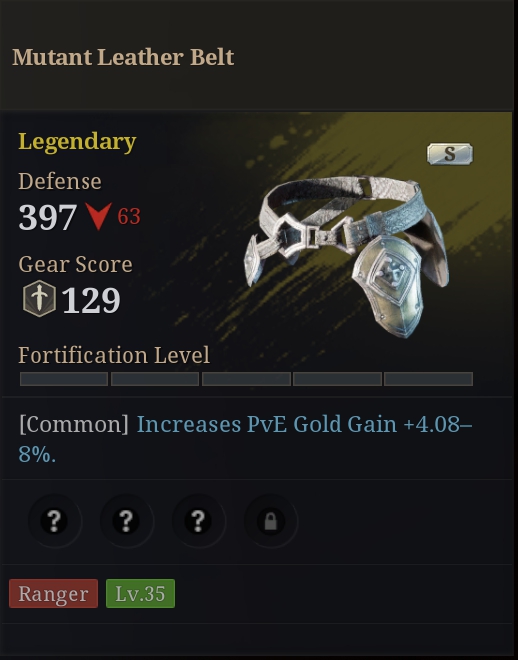 Mutant Leather Belt
Legendary
S
Defense
397 63
Gear Score
129
Fortification Level
[Common] Increases PvE Gold Gain +4.08–
8%.
? ? ?
Ranger Lv.35